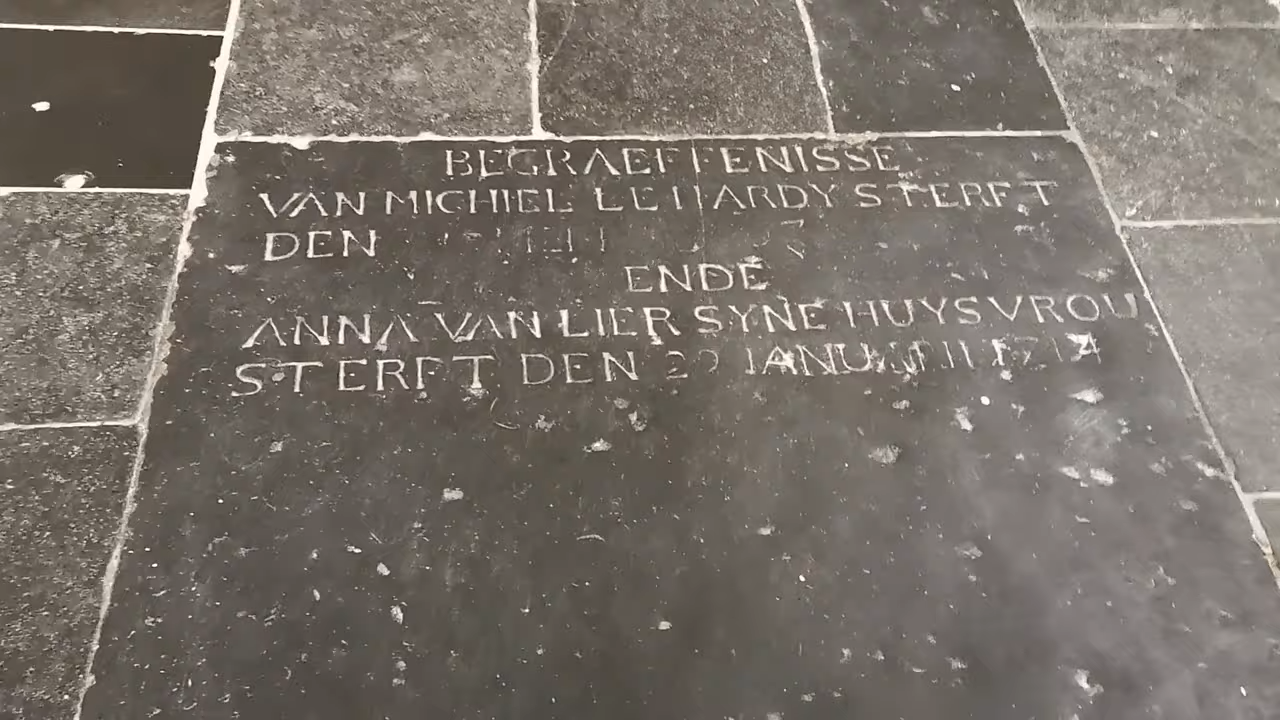 BEGRAEFFENISSE
VAN MICHIEL LE HARDY STERFT
DEN
ENDE
ANNA VAN LIER SYNE HUYSVROU
STERFT DEN